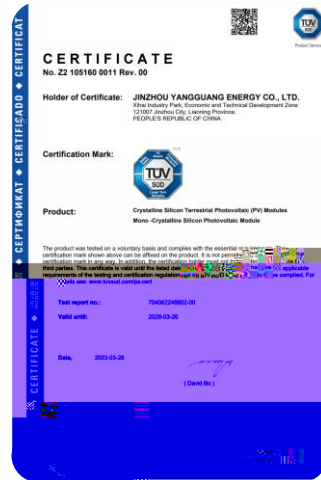 TÜV
SÜD
Product Service
CERTIFICATE
No. Z2 105160 0011 Rev. 00
Holder of Certificate: JINZHOU YANGGUANG ENERGY CO., LTD.
Xihai Industry Park, Economic and Technical Development Zone
121007 Jinzhou City, Liaoning Province,
PEOPLE'S REPUBLIC OF CHINA
Certification Mark:
TÜV
SÜD
Product: Crystalline Silicon Terrestrial Photovoltaic (PV) Modules
Mono -Crystalline Silicon Photovoltaic Module
The product was tested on a voluntary basis and complies with the essential
certification mark shown above can be affixed on the product. It is not
certification mark in any way. In addition, the certification holder must not
third parties. This certificate is valid until the listed date applicable
requirements of the testing and certification to be complied. For
details see: www.tuvsud.com/ps-cert
Test report no.: 704062248602-00
Valid until: 2028-03-26
Date, 2023-03-28
( David Bo )
CERTIFICATE ◆ СЕРТИФИКАТ ◆ CERTIFICADO ◆ CERTIFICAT